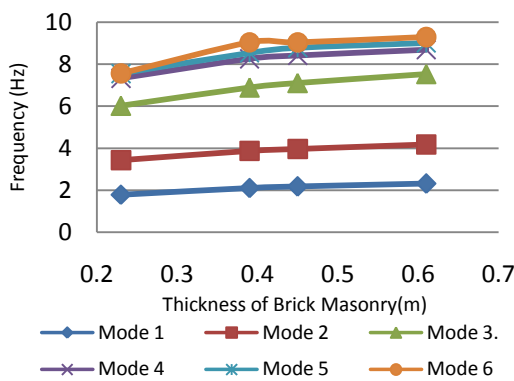 10
8
6
4
2
0
Frequency (Hz)
0.2 0.3 0.4 0.5 0.6 0.7
Thickness of Brick Masonry(m)
Mode 1 Mode 2 Mode 3.
Mode 4 Mode 5 Mode 6